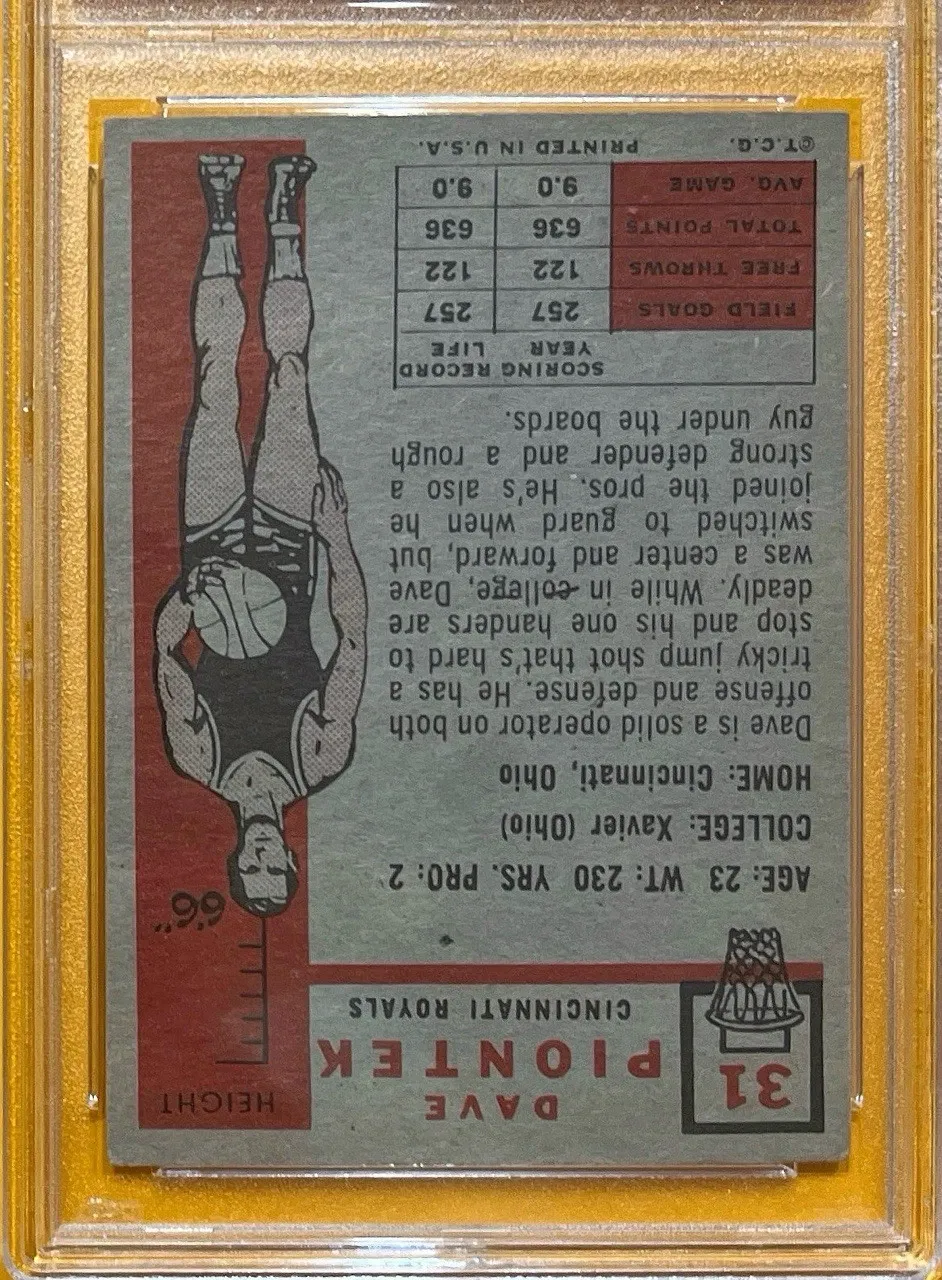 31
DAVE
PIONTEK
CINCINNATI ROYALS
HEIGHT
6'6"
AGE: 23 WT: 230 YRS. PRO: 2
COLLEGE: Xavier (Ohio)
HOME: Cincinnati, Ohio
Dave is a solid operator on both
offense and defense. He has a
tricky jump shot that's hard to
stop and his one handers are
deadly. While in college, Dave
was a center and forward, but
switched to guard when he
joined the pros. He's also a
strong defender and a rough
guy under the boards.
SCORING RECORD
YEAR LIFE
FIELD GOALS 257 257
FREE THROWS 122 122
TOTAL POINTS 636 636
AVG. GAME 9.0 9.0
©T.C.G. PRINTED IN U.S.A.